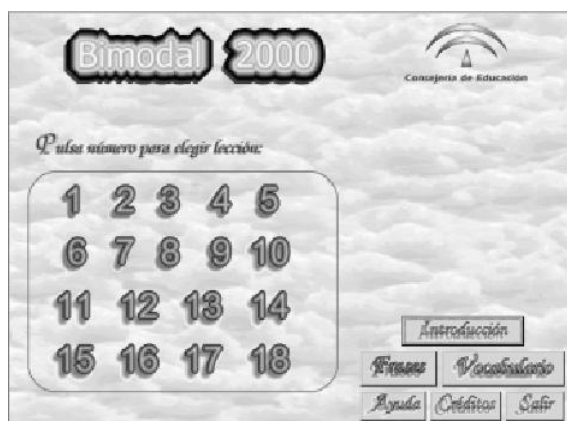 Bimodal 2000
Consejería de Educación
Pulsa número para elegir lección:
1 2 3 4 5
6 7 8 9 10
11 12 13 14
15 16 17 18
Introducción
Frases Vocabulario
Ayuda Créditos Salir